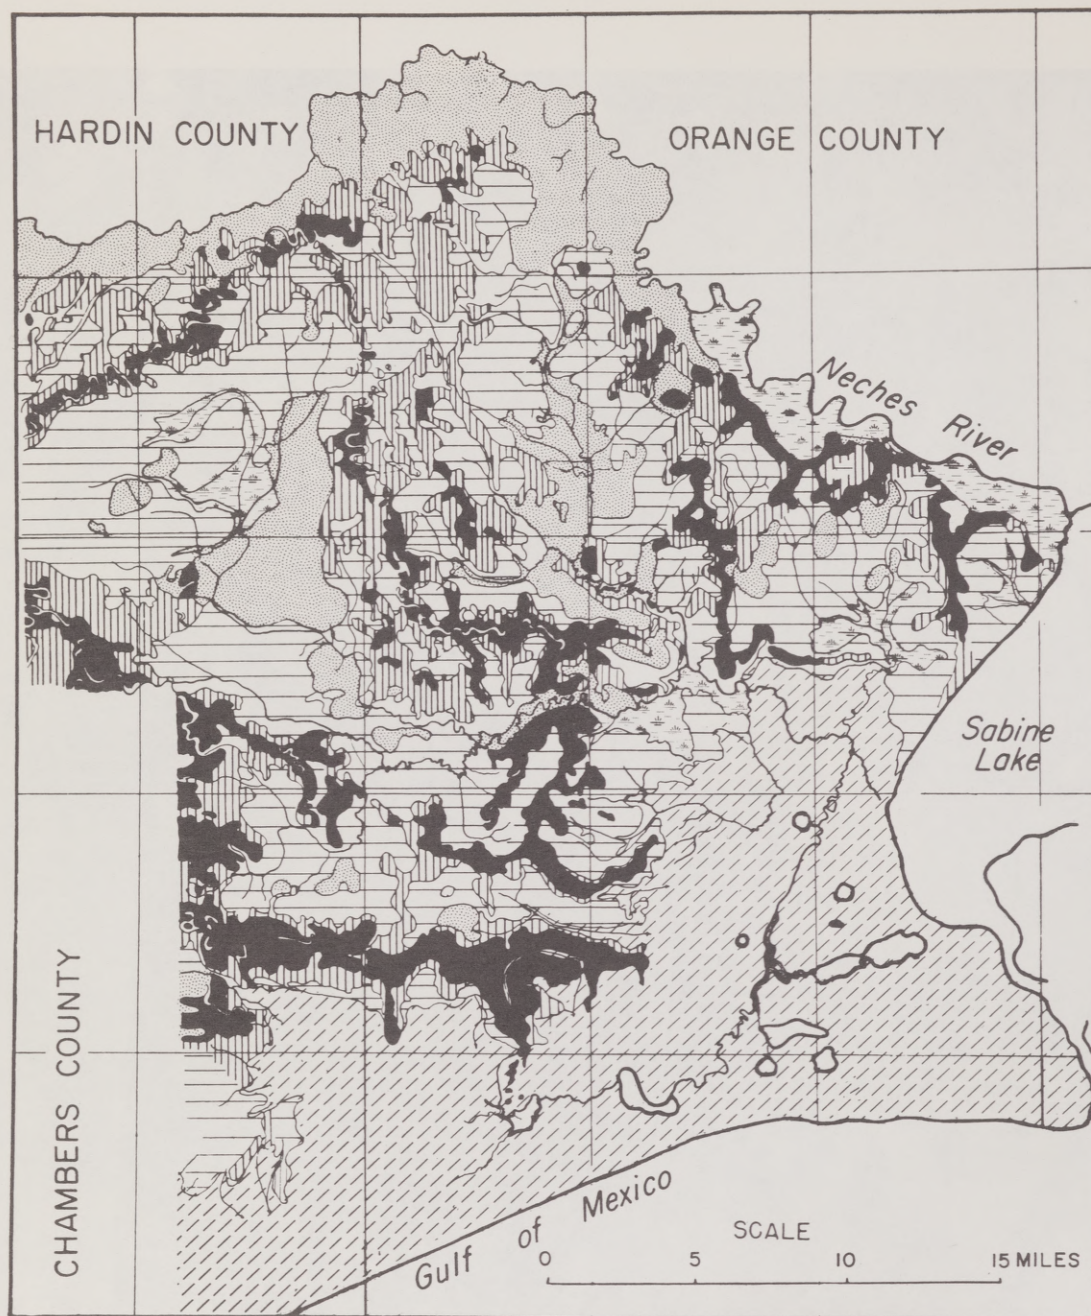 HARDIN COUNTY
ORANGE COUNTY
Neches River
Sabine
Lake
CHAMBERS COUNTY
Gulf of Mexico
SCALE
0 5 10 15 MILES